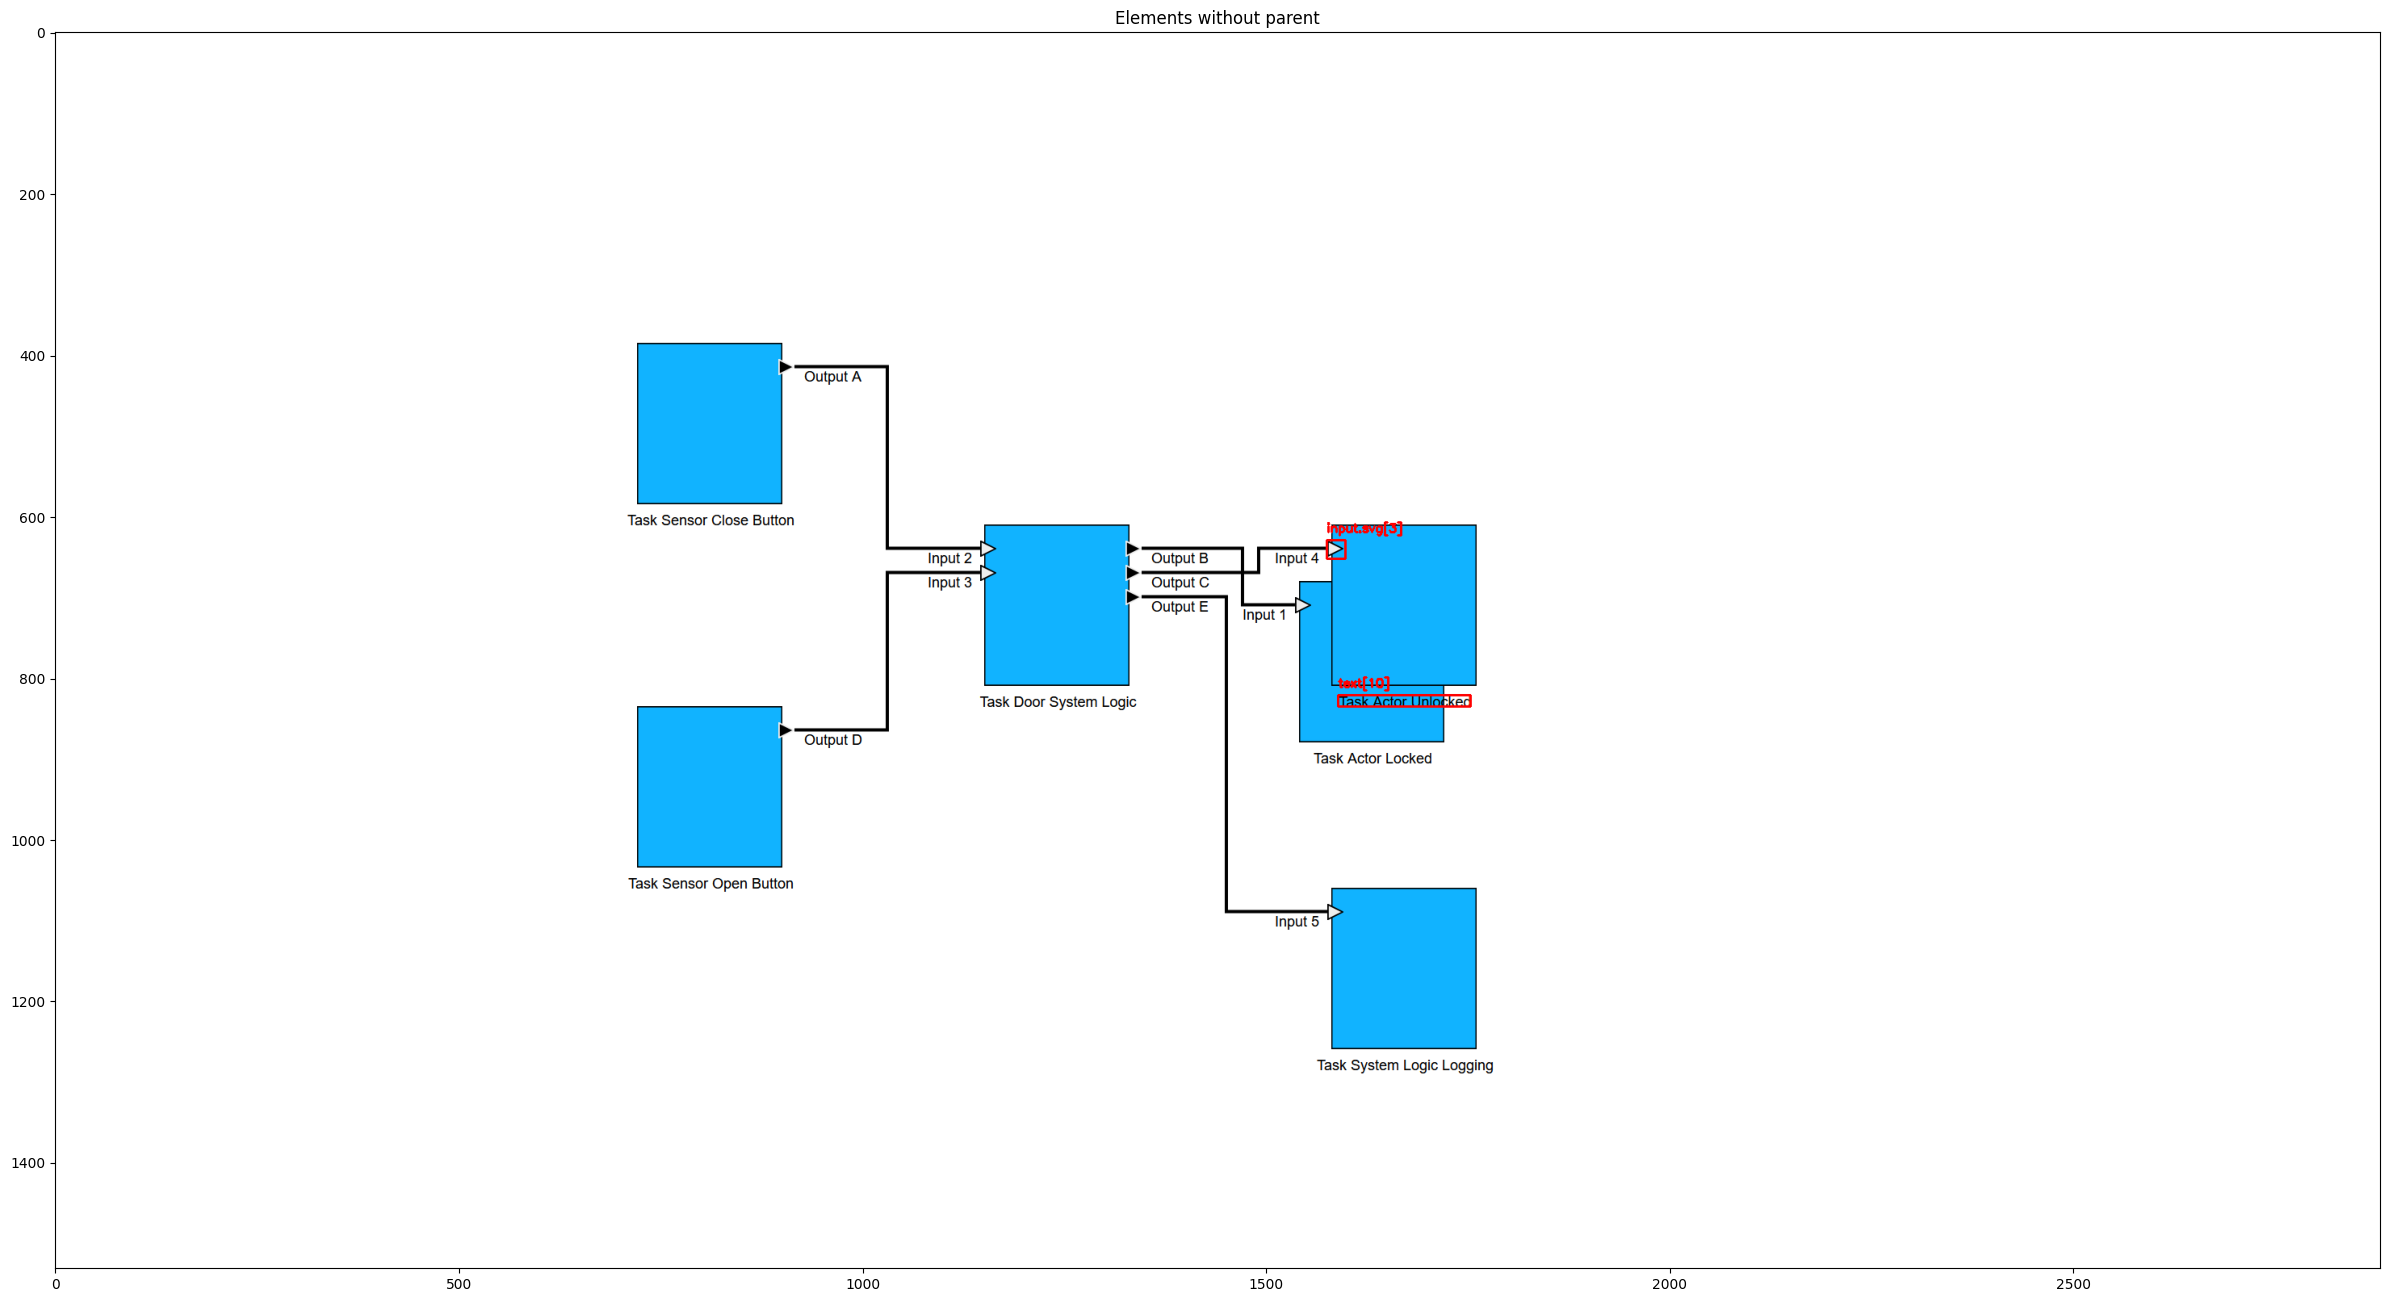 Elements without parent
0
200
400
600
800
1000
1200
1400
Output A
Task Sensor Close Button
Input 2
Input 3
Output B
Output C
Output E
Input 4
input.svg[3]
Input 1
text[10]
Task Door System Logic
Task Actor Unlocked
Output D
Task Actor Locked
Task Sensor Open Button
Input 5
Task System Logic Logging
0
500
1000
1500
2000
2500